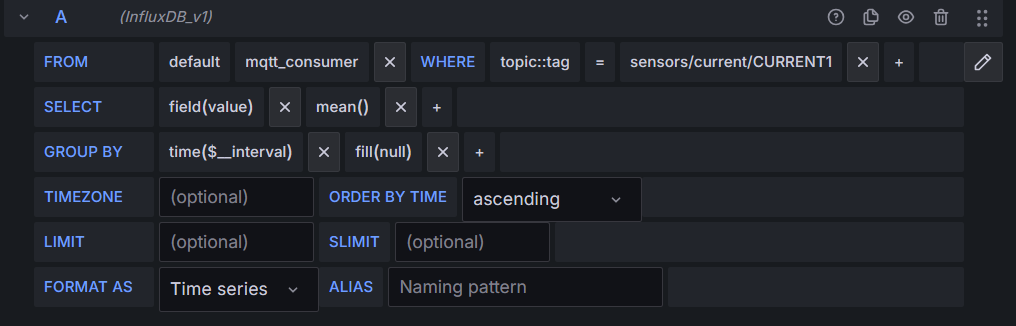 A (InfluxDB_v1)
FROM default mqtt_consumer × WHERE topic::tag = sensors/current/CURRENT1 × +
SELECT field(value) × mean() × +
GROUP BY time($__interval) × fill(null) × +
TIMEZONE (optional) ORDER BY TIME ascending
LIMIT (optional) SLIMIT (optional)
FORMAT AS Time series ALIAS Naming pattern